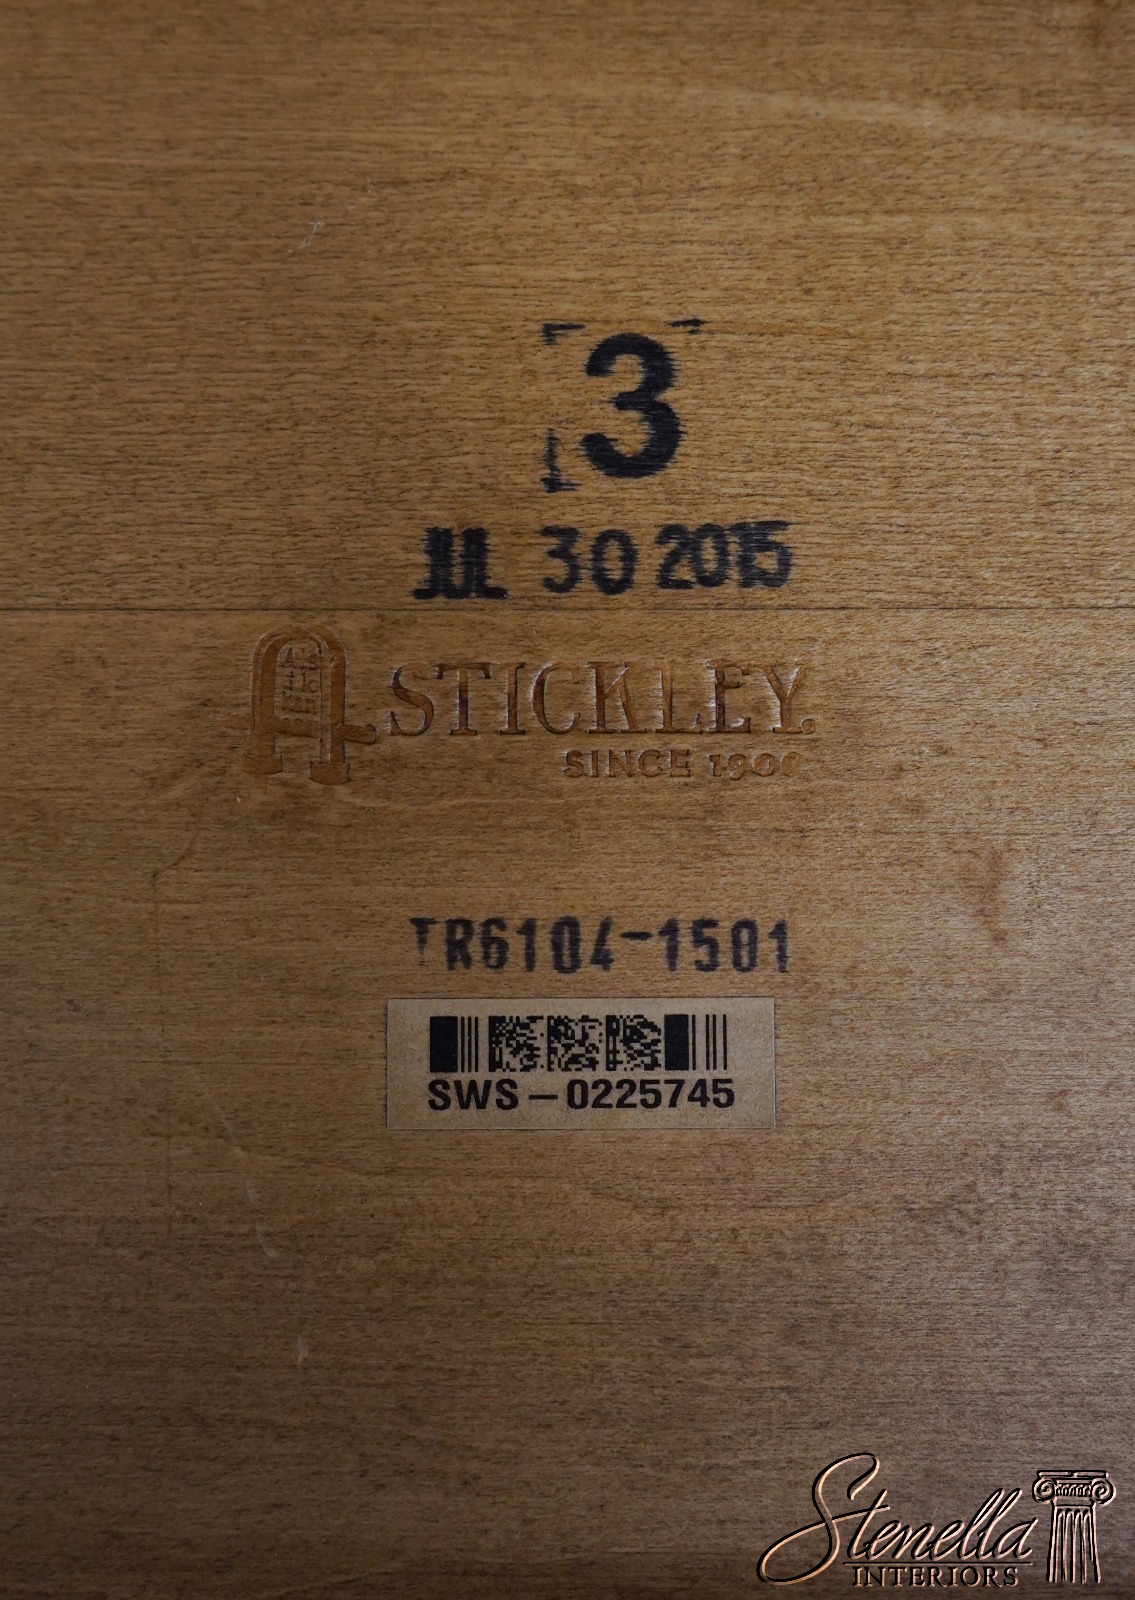 3
JUL 30 2015
STICKLEY
SINCE 1900
TR6104-1501
SWS-0225745
Stenella
INTERIORS